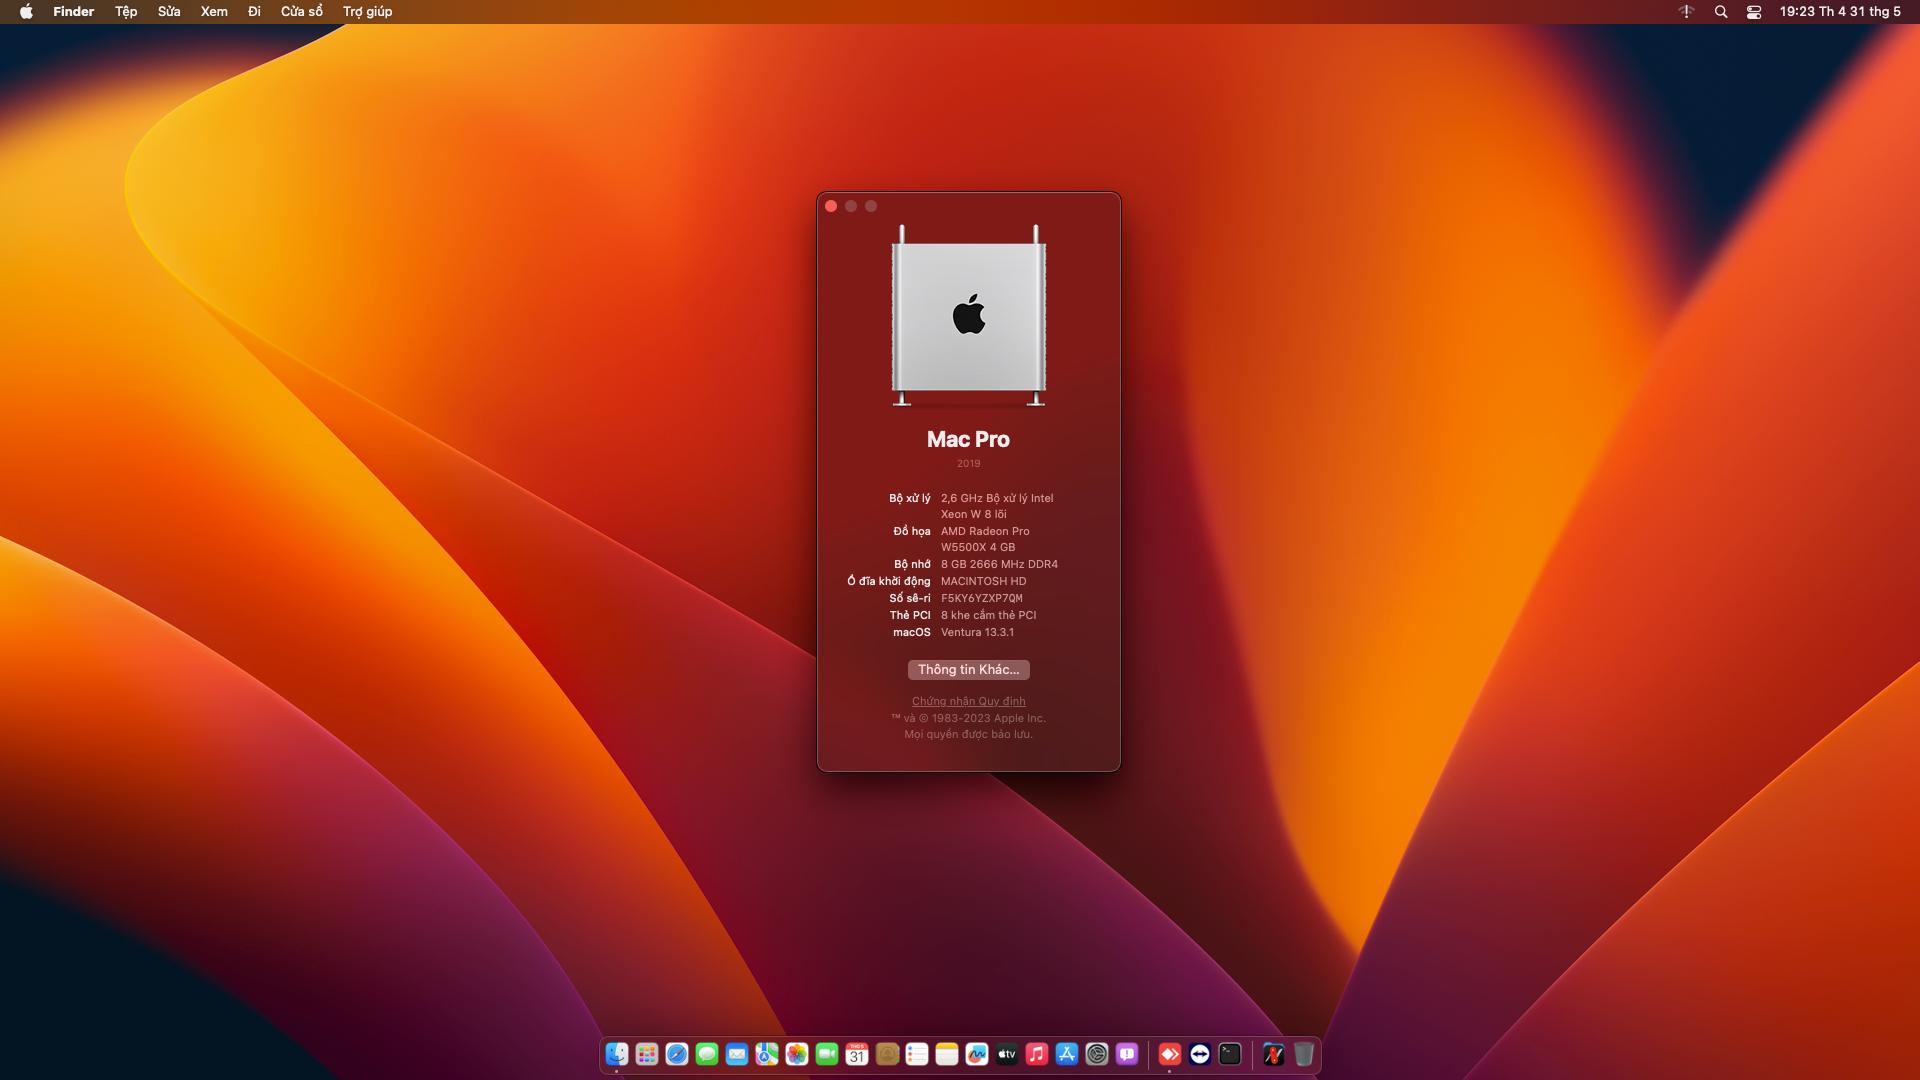 Finder Tệp Sửa Xem Đi Cửa sổ Trợ giúp 19:23 Th 4 31 thg 5
Mac Pro
2019
Bộ xử lý 2,6 GHz Bộ xử lý Intel
Xeon W 8 lõi
Đồ họa AMD Radeon Pro
W5500X 4 GB
Bộ nhớ 8 GB 2666 MHz DDR4
Ổ đĩa khởi động MACINTOSH HD
Số sê-ri F5KY6YZXP7QM
Thẻ PCI 8 khe cắm thẻ PCI
macOS Ventura 13.3.1
Thông tin Khác...
Chứng nhận Quy định
™ và © 1983-2023 Apple Inc.
Mọi quyền được bảo lưu.
THG 5
31
tv